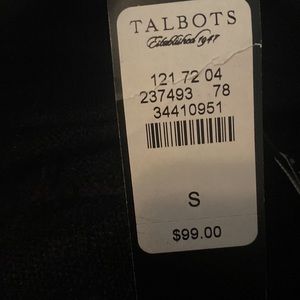 TALBOTS
Established 1947
121 72 04
237493 78
34410951
S
$99.00